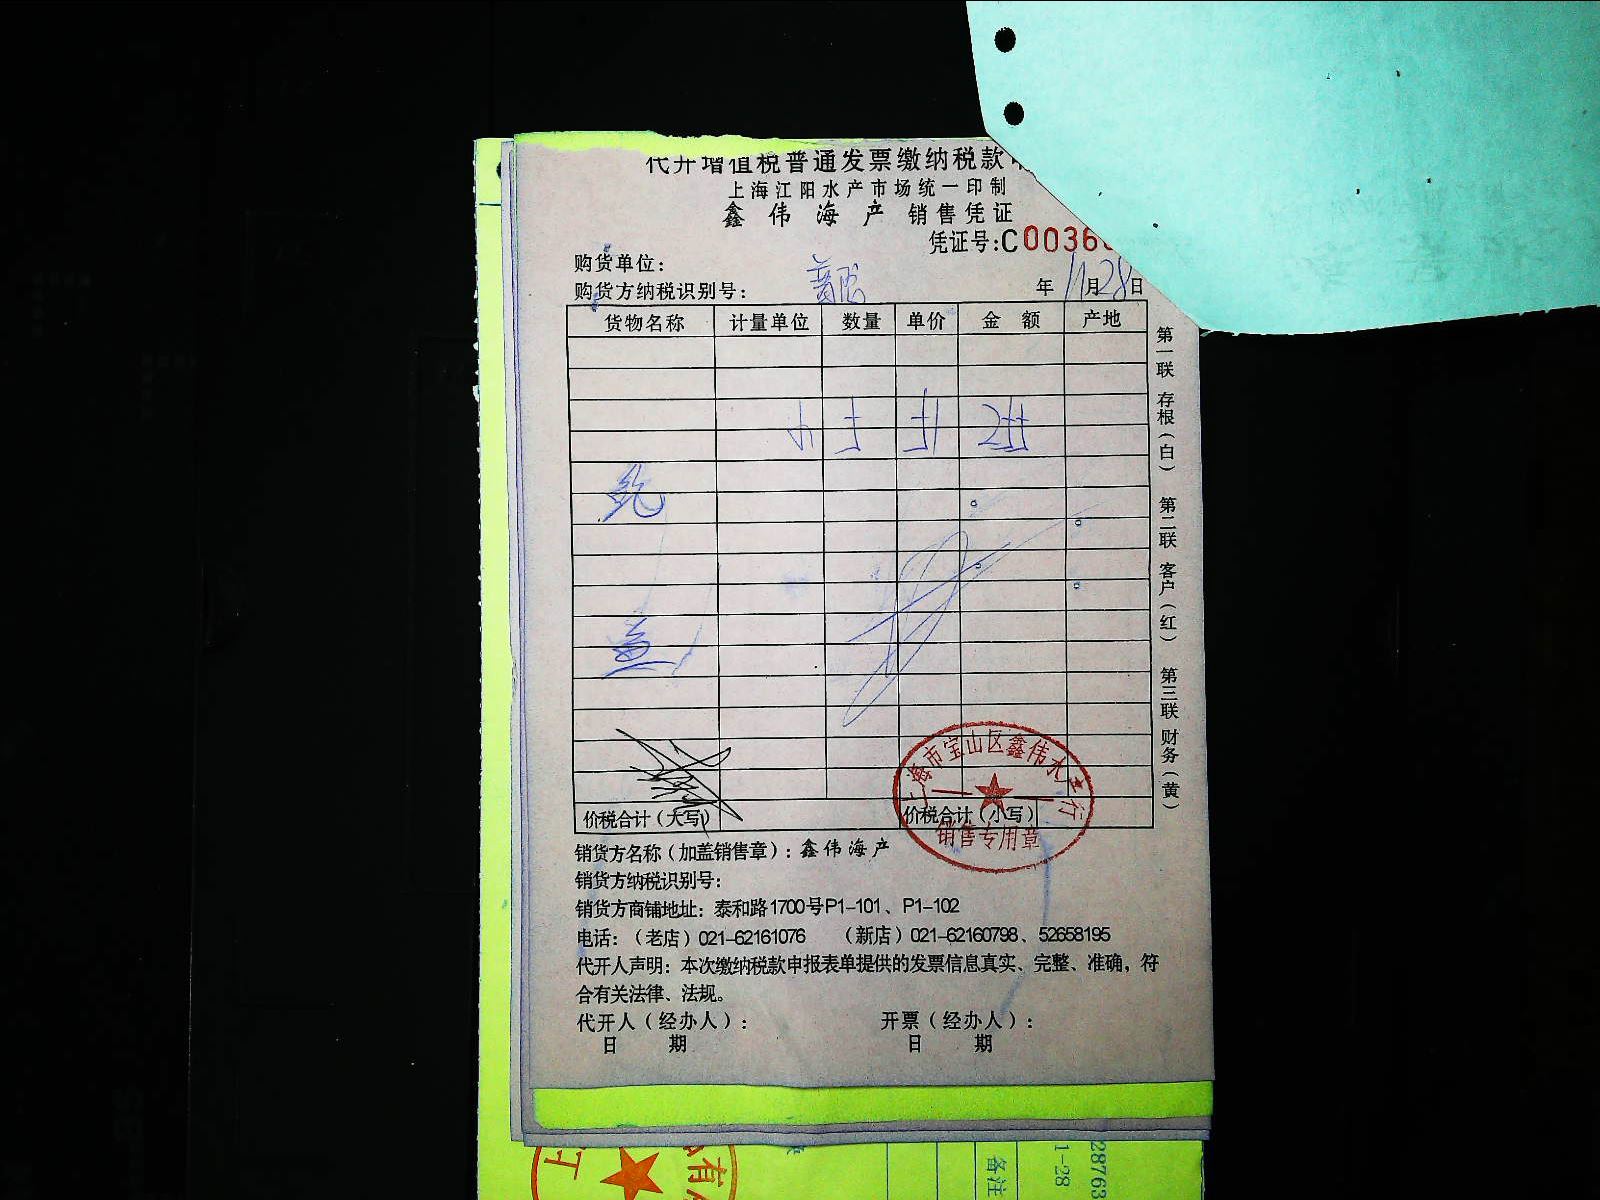 代开增值税普通发票缴纳税款
上海江阳水产市场统一印制
鑫伟海产 销售凭证
凭证号:C0036
购货单位:
购货方纳税识别号:
年11月28日
货物名称 计量单位 数量 单价 金额 产地
第一联 存根(白) 第二联 客户(红) 第三联 财务(黄)
上海市宝山区鑫伟水产行
销售专用章
价税合计(大写) 价税合计(小写)
销货方名称(加盖销售章):鑫伟海产
销货方纳税识别号:
销货方商铺地址:泰和路1700号P1-101、P1-102
电话:(老店)021-62161076 (新店)021-62160798、52658195
代开人声明:本次缴纳税款申报表单提供的发票信息真实、完整、准确,符
合有关法律、法规。
代开人(经办人): 开票(经办人):
日 期 日 期
上 有
备注
1-28
28763